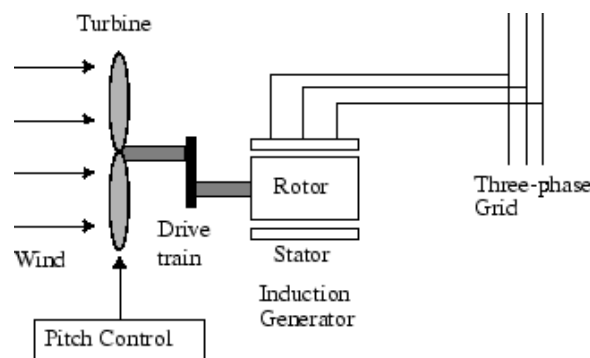 Turbine
Rotor
Three-phase
Grid
Drive
train
Wind
Stator
Induction
Generator
Pitch Control